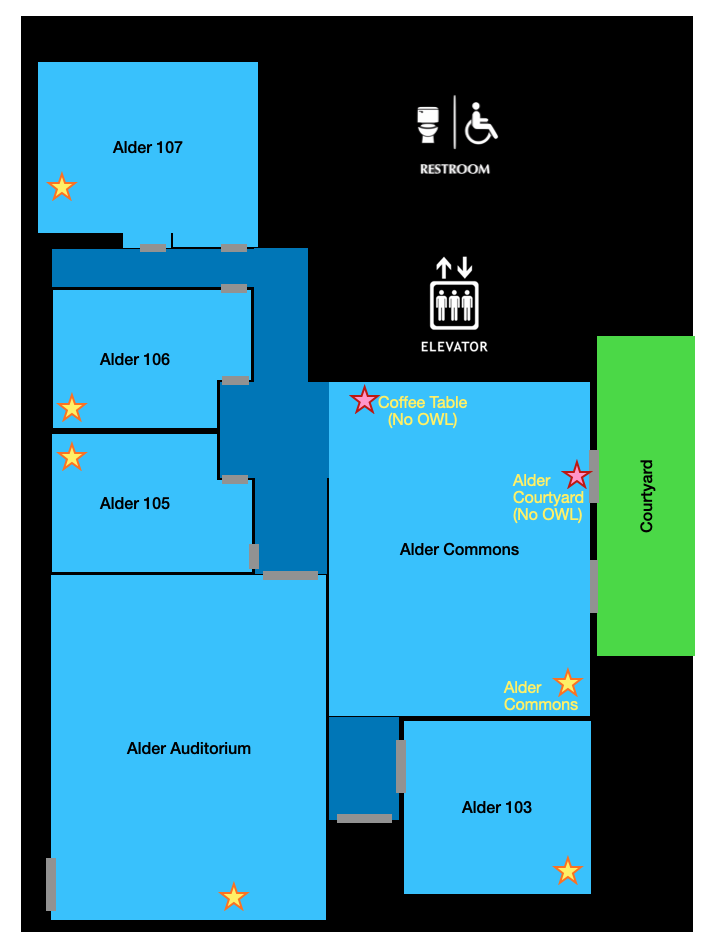 Alder 107
RESTROOM
ELEVATOR
Alder 106
Coffee Table
(No OWL)
Alder
Courtyard
(No OWL)
Courtyard
Alder 105
Alder Commons
Alder
Commons
Alder Auditorium
Alder 103